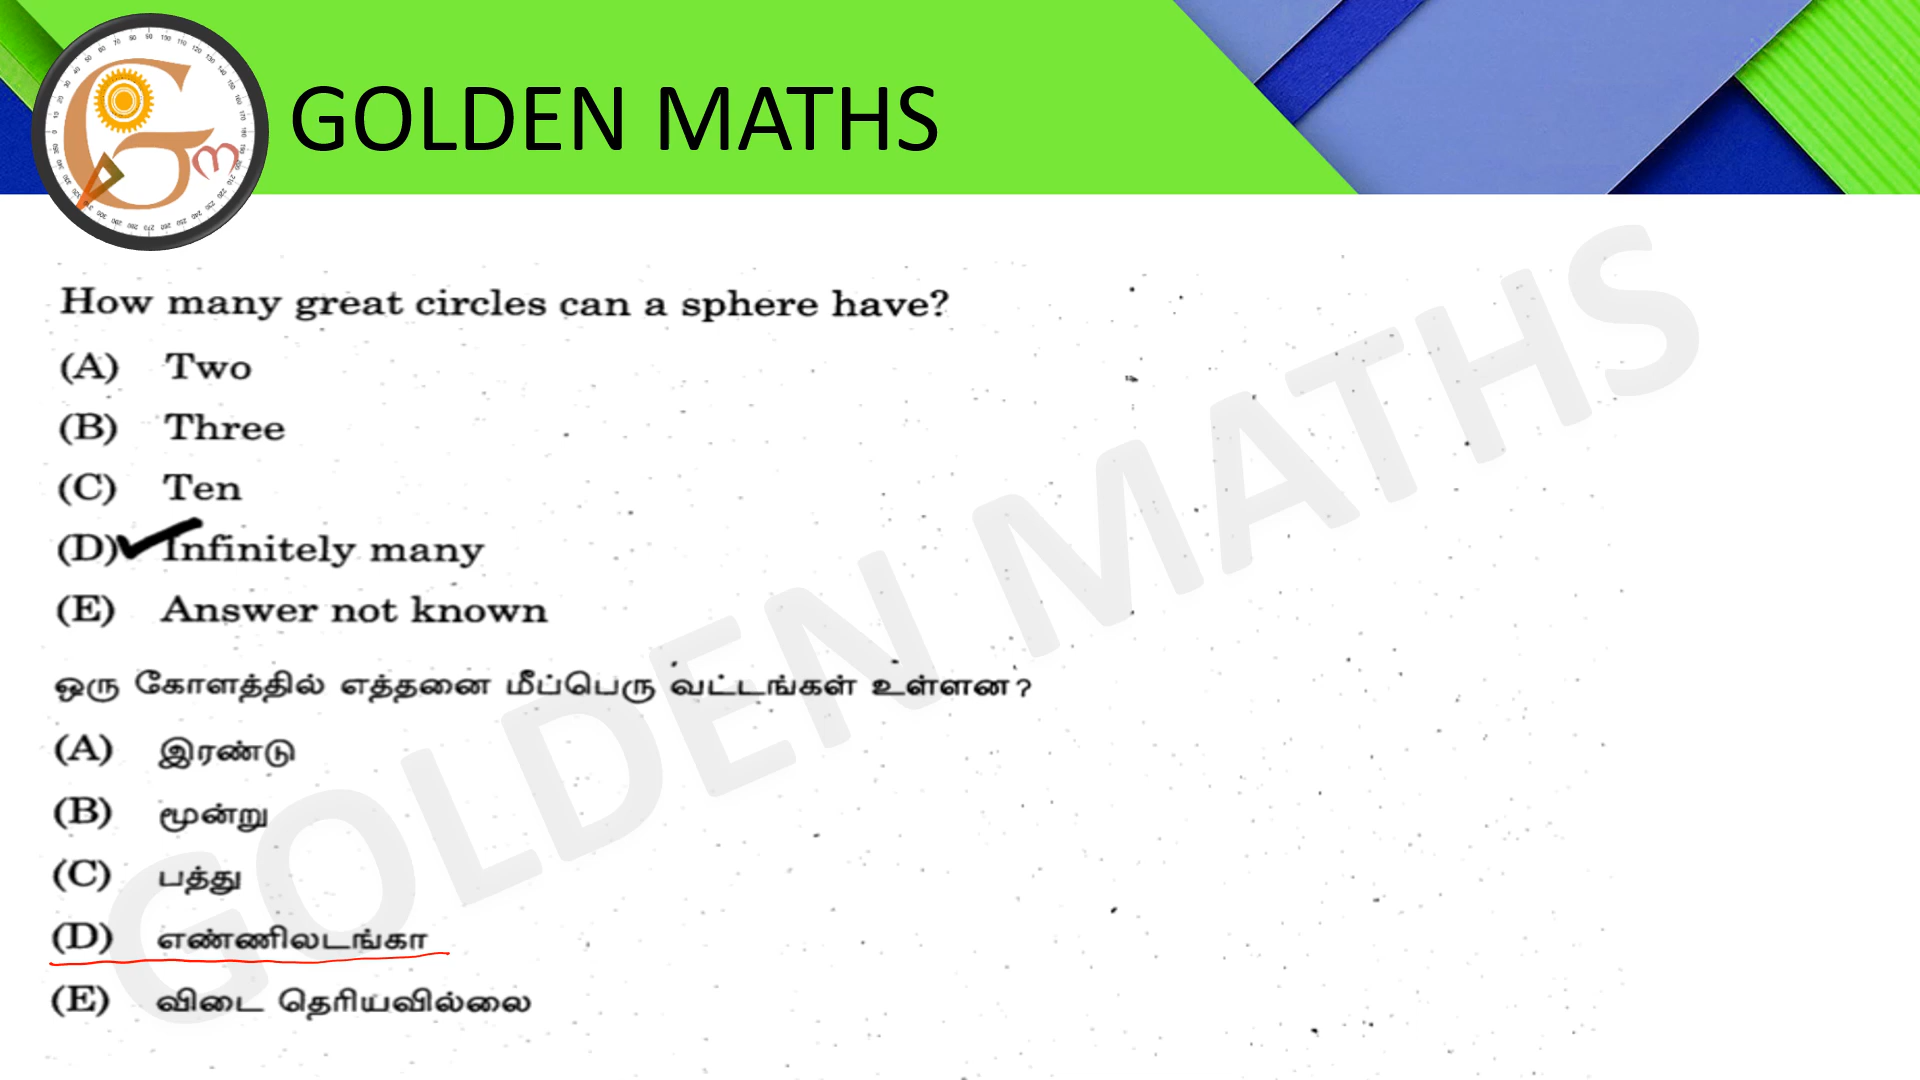 GOLDEN MATHS
How many great circles can a sphere have?
(A) Two
(B) Three
(C) Ten
(D) Infinitely many
(E) Answer not known
ஒரு கோளத்தில் எத்தனை மீப்பெரு வட்டங்கள் உள்ளன?
(A) இரண்டு
(B) மூன்று
(C) பத்து
(D) எண்ணிலடங்கா
(E) விடை தெரியவில்லை
GOLDEN MATHS